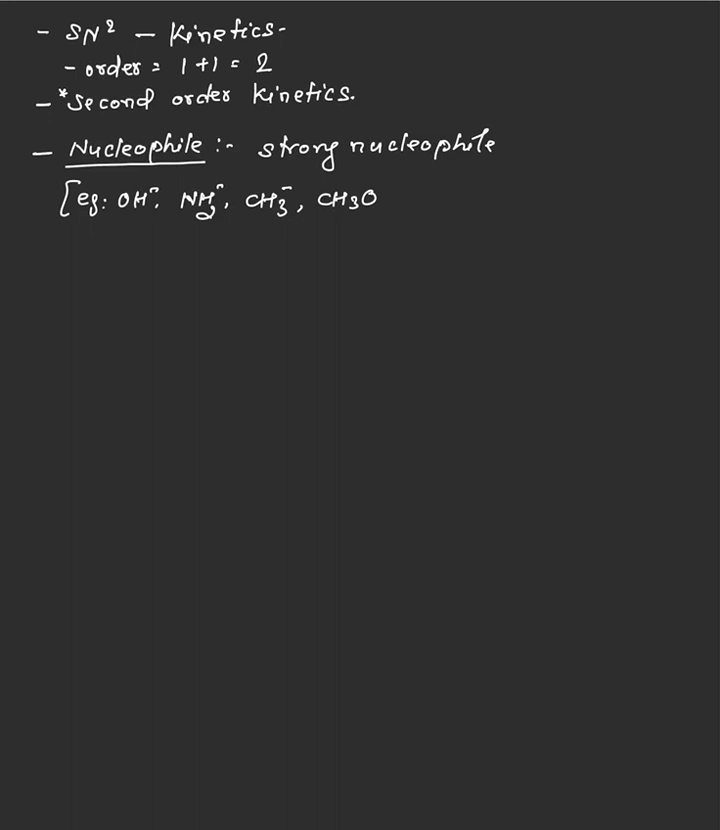 - SN² - Kinetics-
- order = 1+1 = 2
- *Second order Kinetics.
- Nucleophile :- strong nucleophile
[eg: OH⁻, NH₂⁻, CH₃⁻, CH₃O